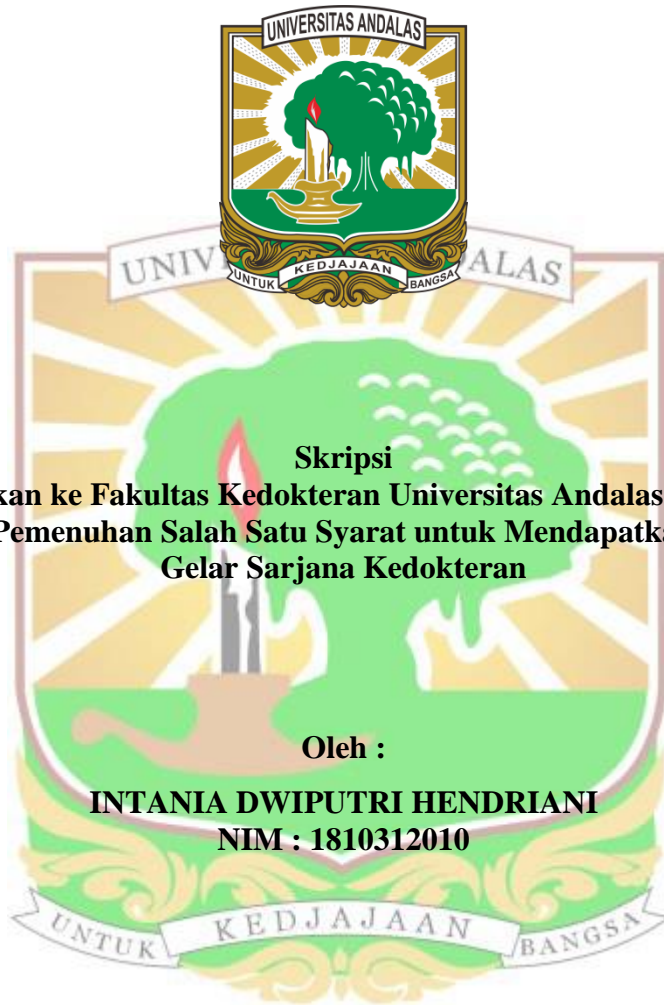 UNIVERSITAS ANDALAS
UNTUK KEDJAJAAN BANGSA
UNIV ALAS
Skripsi
kan ke Fakultas Kedokteran Universitas Andalas
Pemenuhan Salah Satu Syarat untuk Mendapatka
Gelar Sarjana Kedokteran
Oleh :
INTANIA DWIPUTRI HENDRIANI
NIM : 1810312010
UNTUK KEDJAJAAN BANGSA